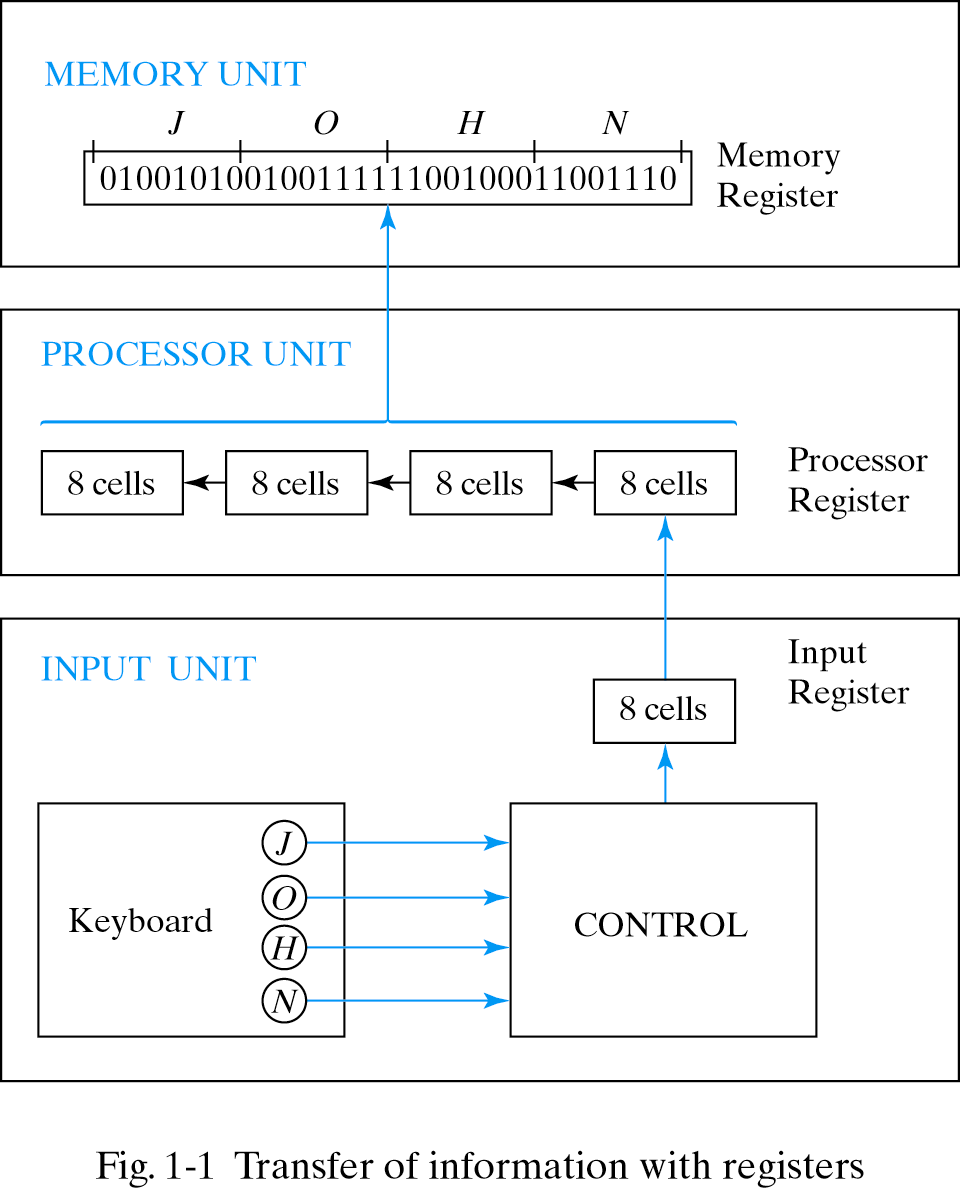 MEMORY UNIT
J O H N
01001010010011111100100011001110
Memory
Register
PROCESSOR UNIT
8 cells 8 cells 8 cells 8 cells
Processor
Register
INPUT UNIT
Input
Register
8 cells
J
O
Keyboard
CONTROL
H
N
Fig. 1-1 Transfer of information with registers